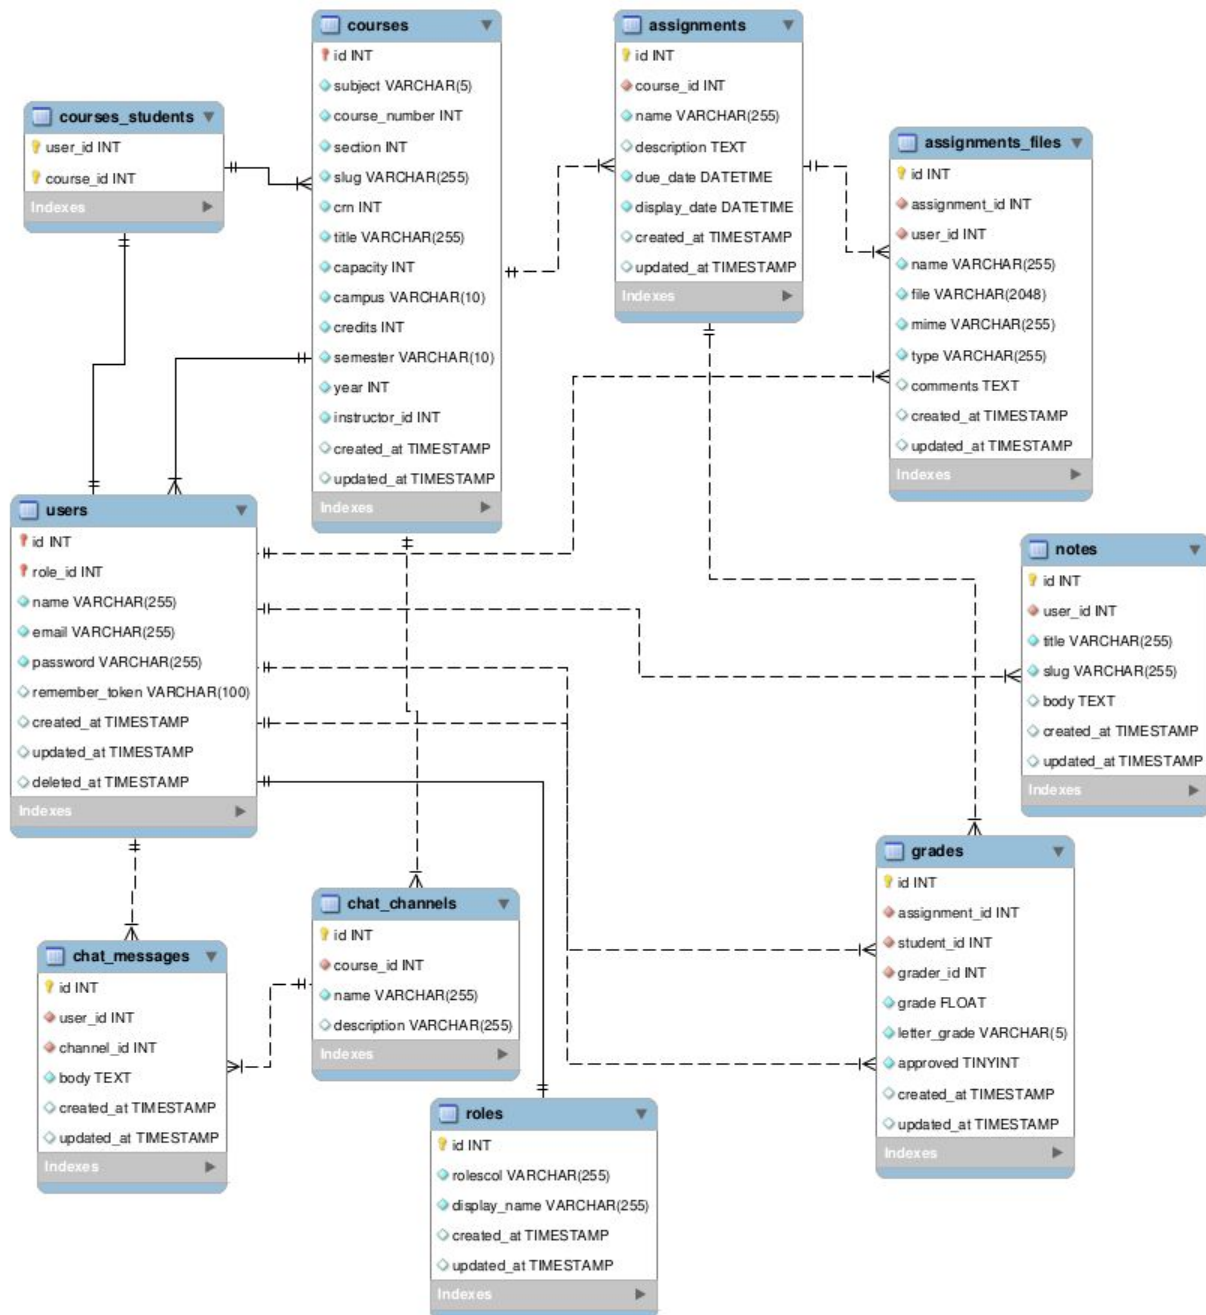 courses
id INT
subject VARCHAR(5)
course_number INT
section INT
slug VARCHAR(255)
crn INT
title VARCHAR(255)
capacity INT
campus VARCHAR(10)
credits INT
semester VARCHAR(10)
year INT
instructor_id INT
created_at TIMESTAMP
updated_at TIMESTAMP
Indexes
assignments
id INT
course_id INT
name VARCHAR(255)
description TEXT
due_date DATETIME
display_date DATETIME
created_at TIMESTAMP
updated_at TIMESTAMP
Indexes
courses_students
user_id INT
course_id INT
Indexes
assignments_files
id INT
assignment_id INT
user_id INT
name VARCHAR(255)
file VARCHAR(2048)
mime VARCHAR(255)
type VARCHAR(255)
comments TEXT
created_at TIMESTAMP
updated_at TIMESTAMP
Indexes
users
id INT
role_id INT
name VARCHAR(255)
email VARCHAR(255)
password VARCHAR(255)
remember_token VARCHAR(100)
created_at TIMESTAMP
updated_at TIMESTAMP
deleted_at TIMESTAMP
Indexes
notes
id INT
user_id INT
title VARCHAR(255)
slug VARCHAR(255)
body TEXT
created_at TIMESTAMP
updated_at TIMESTAMP
Indexes
grades
id INT
assignment_id INT
student_id INT
grader_id INT
grade FLOAT
letter_grade VARCHAR(5)
approved TINYINT
created_at TIMESTAMP
updated_at TIMESTAMP
Indexes
chat_channels
id INT
course_id INT
name VARCHAR(255)
description VARCHAR(255)
Indexes
chat_messages
id INT
user_id INT
channel_id INT
body TEXT
created_at TIMESTAMP
updated_at TIMESTAMP
Indexes
roles
id INT
rolescol VARCHAR(255)
display_name VARCHAR(255)
created_at TIMESTAMP
updated_at TIMESTAMP
Indexes